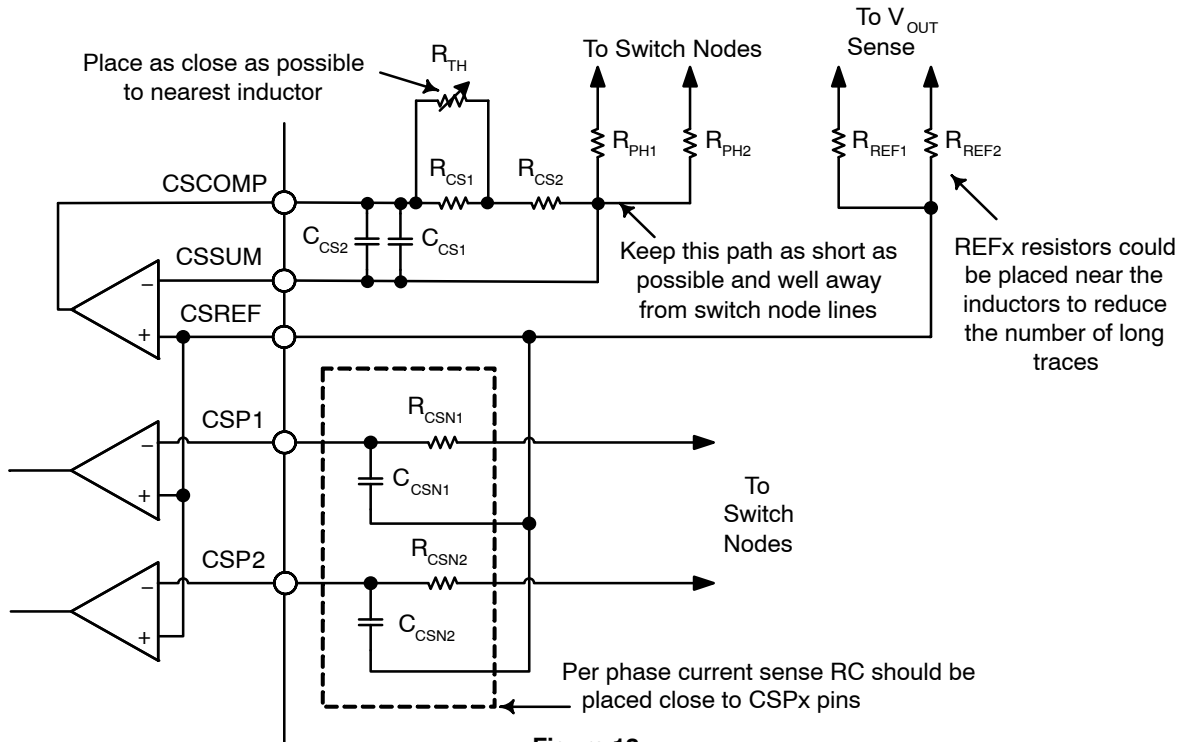 To V_OUT
Sense
To Switch Nodes
Place as close as possible
to nearest inductor
R_TH
R_PH1
R_PH2
R_REF1
R_REF2
CSCOMP
R_CS1
R_CS2
C_CS2
C_CS1
CSSUM
−
+
CSREF
Keep this path as short as
possible and well away
from switch node lines
REFx resistors could
be placed near the
inductors to reduce
the number of long
traces
CSP1
−
+
R_CSN1
C_CSN1
CSP2
−
+
R_CSN2
C_CSN2
To
Switch
Nodes
Per phase current sense RC should be
placed close to CSPx pins